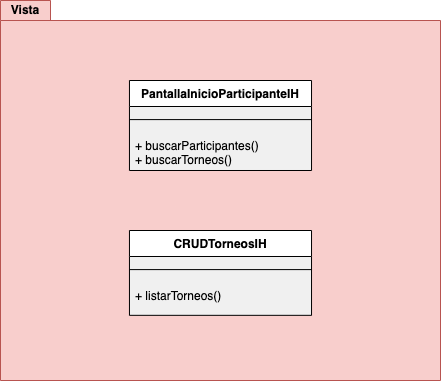 Vista
PantallaInicioParticipanteIH
+ buscarParticipantes()
+ buscarTorneos()
CRUDTorneosIH
+ listarTorneos()